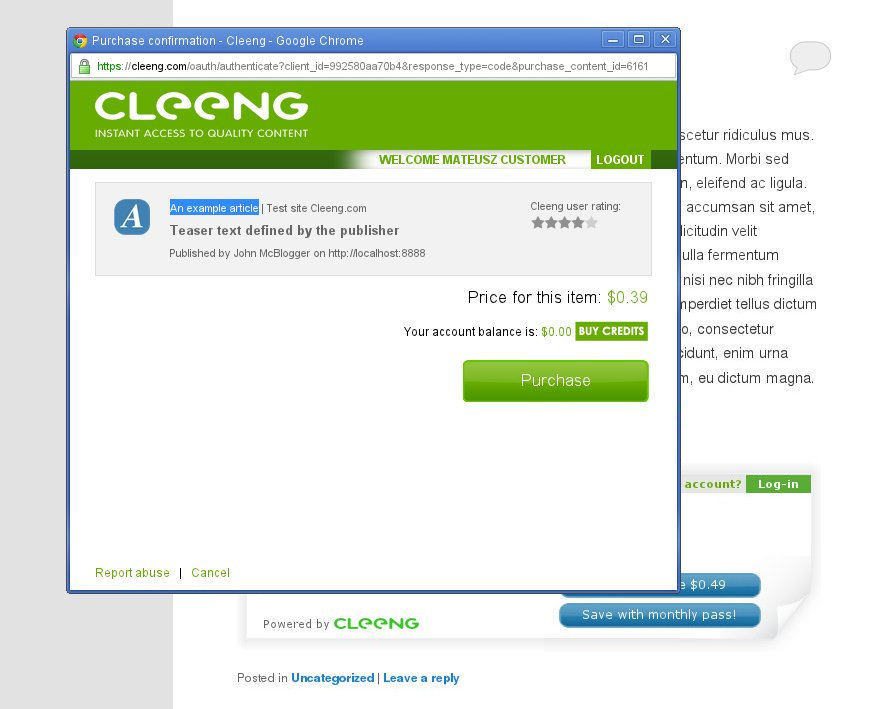 Purchase confirmation - Cleeng - Google Chrome
https://cleeng.com/oauth/authenticate?client_id=992580aa70b4&response_type=code&purchase_content_id=6161
CLEENG
INSTANT ACCESS TO QUALITY CONTENT
WELCOME MATEUSZ CUSTOMER LOGOUT
A
An example article | Test site Cleeng.com
Teaser text defined by the publisher
Published by John McBlogger on http://localhost:8888
Cleeng user rating:
Price for this item: $0.39
Your account balance is: $0.00 BUY CREDITS
Purchase
Report abuse | Cancel
scetur ridiculus mus.
entum. Morbi sed
n, eleifend ac ligula.
accumsan sit amet,
licitudin velit
ulla fermentum
nisi nec nibh fringilla
mperdiet tellus dictum
o, consectetur
cidunt, enim urna
m, eu dictum magna.
account? Log-in
e $0.49
Save with monthly pass!
Powered by CLEENG
Posted in Uncategorized | Leave a reply